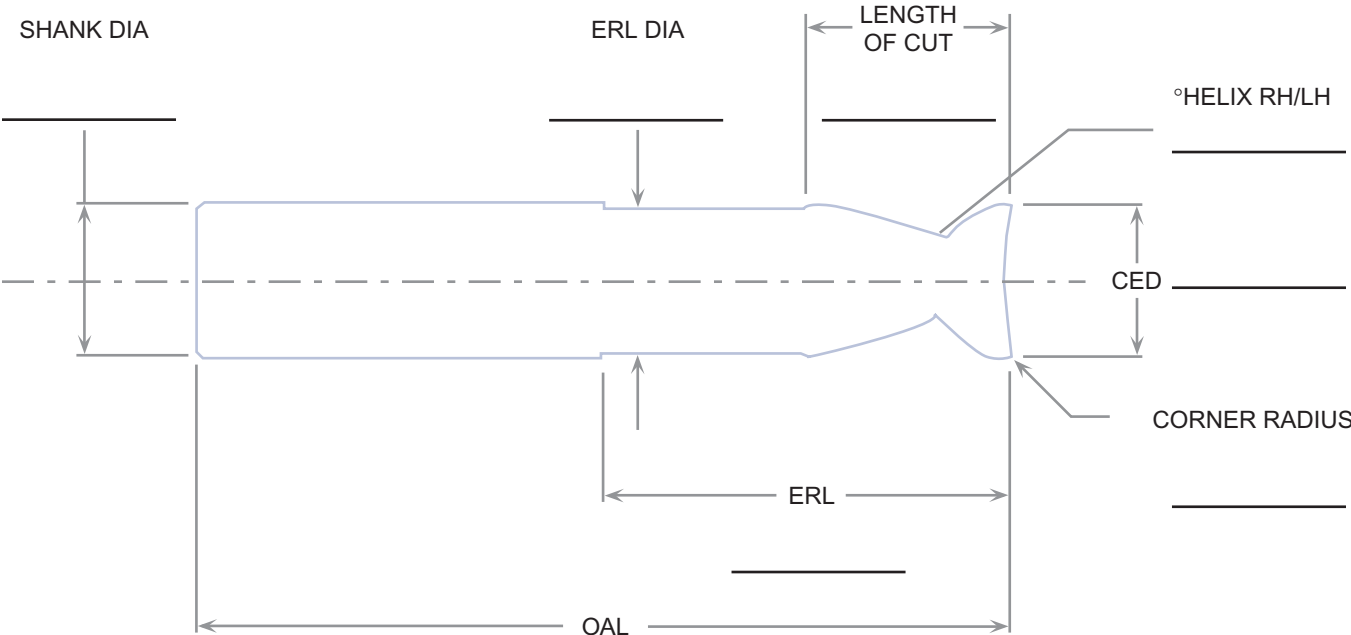 SHANK DIA
ERL DIA
LENGTH
OF CUT
°HELIX RH/LH
CED
CORNER RADIUS
ERL
OAL